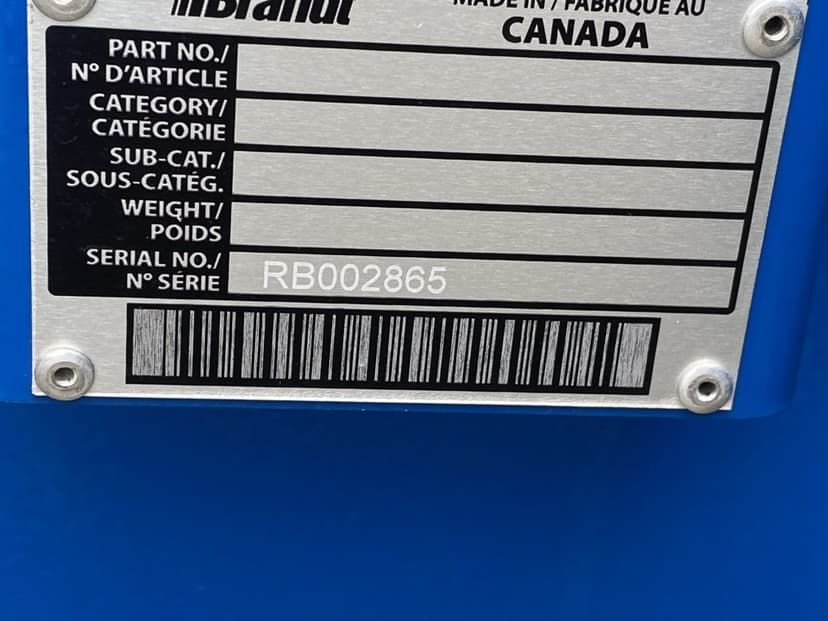 Brandt
MADE IN / FABRIQUÉ AU
CANADA
PART NO./
N° D'ARTICLE
CATEGORY/
CATÉGORIE
SUB-CAT./
SOUS-CATÉG.
WEIGHT/
POIDS
SERIAL NO./
N° SÉRIE
RB002865